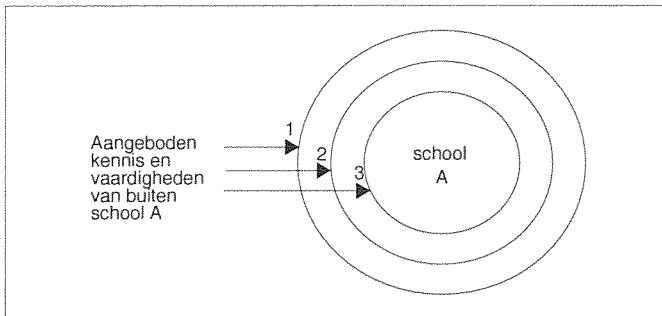 Aangeboden
kennis en
vaardigheden
van buiten
school A
1
2
3
school
A